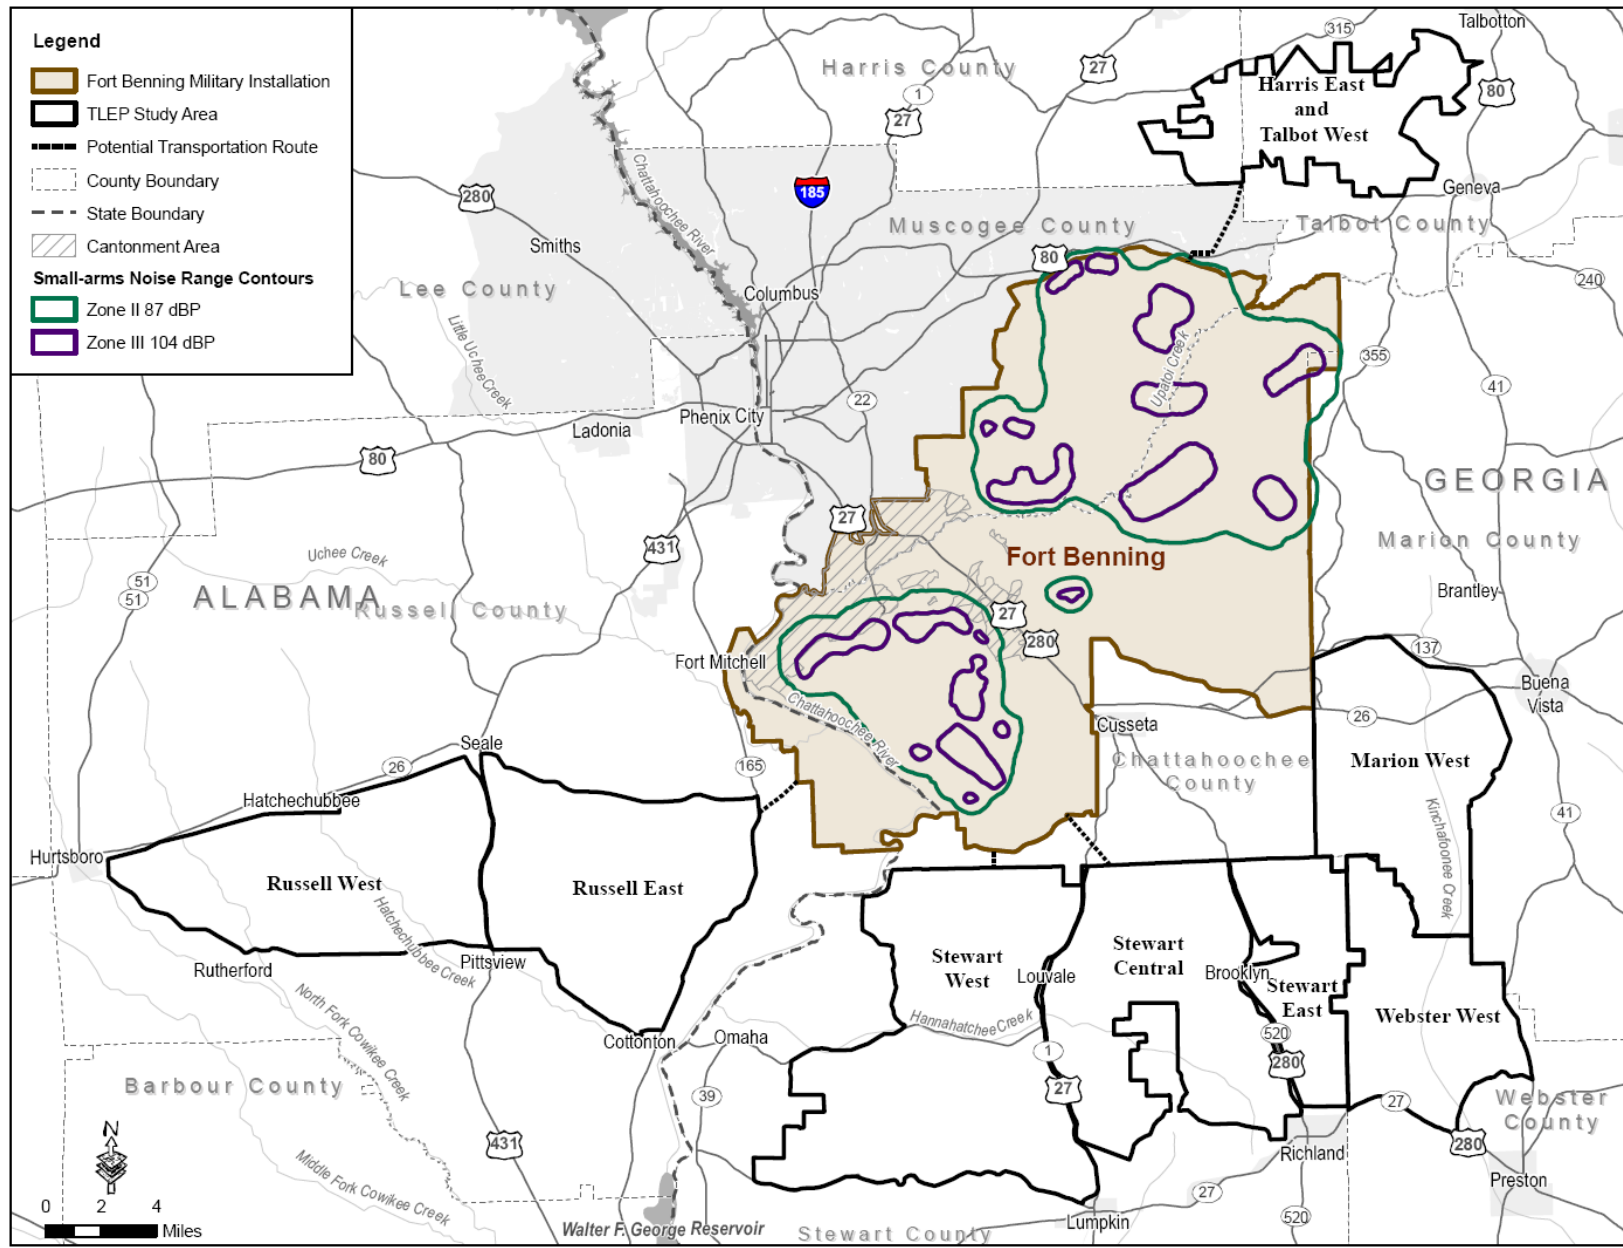 Legend
Fort Benning Military Installation
TLEP Study Area
Potential Transportation Route
County Boundary
State Boundary
Cantonment Area
Small-arms Noise Range Contours
Zone II 87 dBP
Zone III 104 dBP
Talbotton
315
Harris County
27
1
27
80
Harris East
and
Talbot West
Geneva
185
280
Smiths
Chattahoochee River
Muscogee County
Talbot County
80
240
Lee County
Columbus
Little Uchee Creek
Upatoi Creek
355
41
22
Phenix City
Ladonia
80
GEORGIA
27
431
Marion County
Uchee Creek
Fort Benning
51
51
ALABAMA
Russell County
Brantley
27
280
Fort Mitchell
137
Buena
Vista
Chattahoochee River
26
Cusseta
Seale
26
165
Chattahoochee
County
Marion West
Hatchechubbee
Kinchafoonee Creek
41
Hurtsboro
Russell West
Russell East
Hatchechubbee Creek
Stewart
West
Louvale
Stewart
Central
Brooklyn
Stewart
East
Webster West
Rutherford
Pittsview
North Fork Cowikee Creek
Hannahatchee Creek
Cottonton
Omaha
520
280
1
27
39
27
Barbour County
Webster
County
N
431
280
Richland
Middle Fork Cowikee Creek
Preston
27
520
0 2 4
Miles
Walter F. George Reservoir
Stewart County
Lumpkin